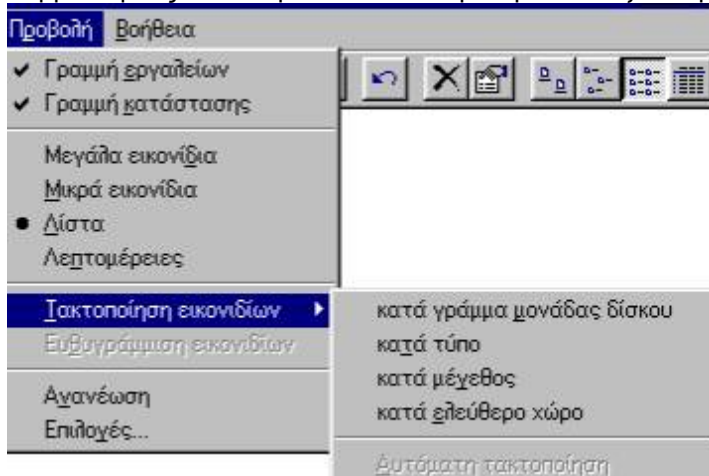 Προβολή Βοήθεια
Γραμμή εργαλείων
Γραμμή κατάστασης
Μεγάλα εικονίδια
Μικρά εικονίδια
Λίστα
Λεπτομέρειες
Τακτοποίηση εικονιδίων
Ευθυγράμμιση εικονιδίων
Ανανέωση
Επιλογές...
κατά γράμμα μονάδας δίσκου
κατά τύπο
κατά μέγεθος
κατά ελεύθερο χώρο
Αυτόματη τακτοποίηση